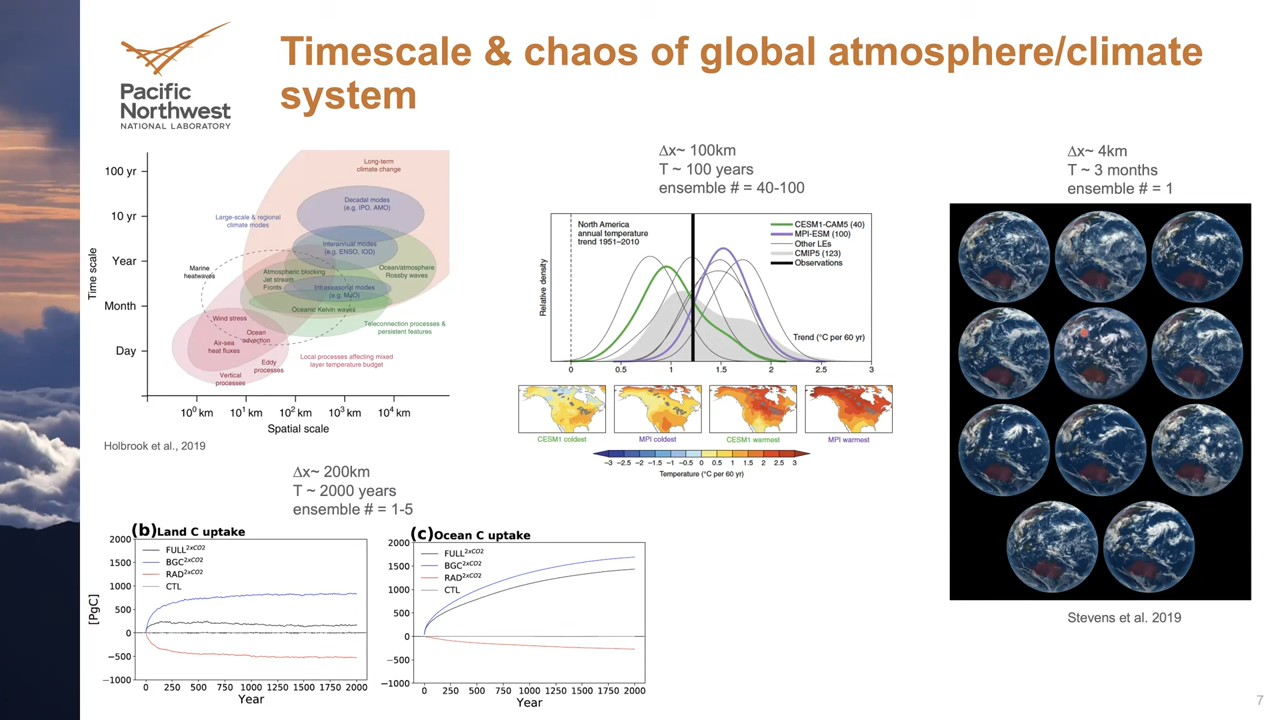 Pacific
Northwest
NATIONAL LABORATORY
Timescale & chaos of global atmosphere/climate
system
Time scale
100 yr
10 yr
Year
Month
Day
Long-term
climate change
Decadal modes
(e.g. IPO, AMO)
Large-scale & regional
climate modes
Interannual modes
(e.g. ENSO, IOD)
Marine
heatwaves
Atmospheric blocking
Jet stream
Fronts
Ocean/atmosphere
Rossby waves
Intraseasonal modes
(e.g. MJO)
Oceanic Kelvin waves
Wind stress
Teleconnection processes &
persistent features
Ocean
advection
Air-sea
heat fluxes
Eddy
processes
Local processes affecting mixed
layer temperature budget
Vertical
processes
10⁰ km 10¹ km 10² km 10³ km 10⁴ km
Spatial scale
Holbrook et al., 2019
Δx~ 100km
T ~ 100 years
ensemble # = 40-100
North America
annual temperature
trend 1951–2010
CESM1-CAM5 (40)
MPI-ESM (100)
Other LEs
CMIP5 (123)
Observations
Relative density
Trend (°C per 60 yr)
0 0.5 1 1.5 2 2.5 3
CESM1 coldest MPI coldest CESM1 warmest MPI warmest
−3 −2.5 −2 −1.5 −1 −0.5 0 0.5 1 1.5 2 2.5 3
Temperature (°C per 60 yr)
Δx~ 4km
T ~ 3 months
ensemble # = 1
Stevens et al. 2019
Δx~ 200km
T ~ 2000 years
ensemble # = 1-5
(b)Land C uptake
[PgC]
2000
1500
1000
500
0
−500
−1000
FULL²ˣᶜᴼ²
BGC²ˣᶜᴼ²
RAD²ˣᶜᴼ²
CTL
0 250 500 750 1000 1250 1500 1750 2000
Year
(c)Ocean C uptake
2000
1500
1000
500
0
−500
−1000
FULL²ˣᶜᴼ²
BGC²ˣᶜᴼ²
RAD²ˣᶜᴼ²
CTL
0 250 500 750 1000 1250 1500 1750 2000
Year
7